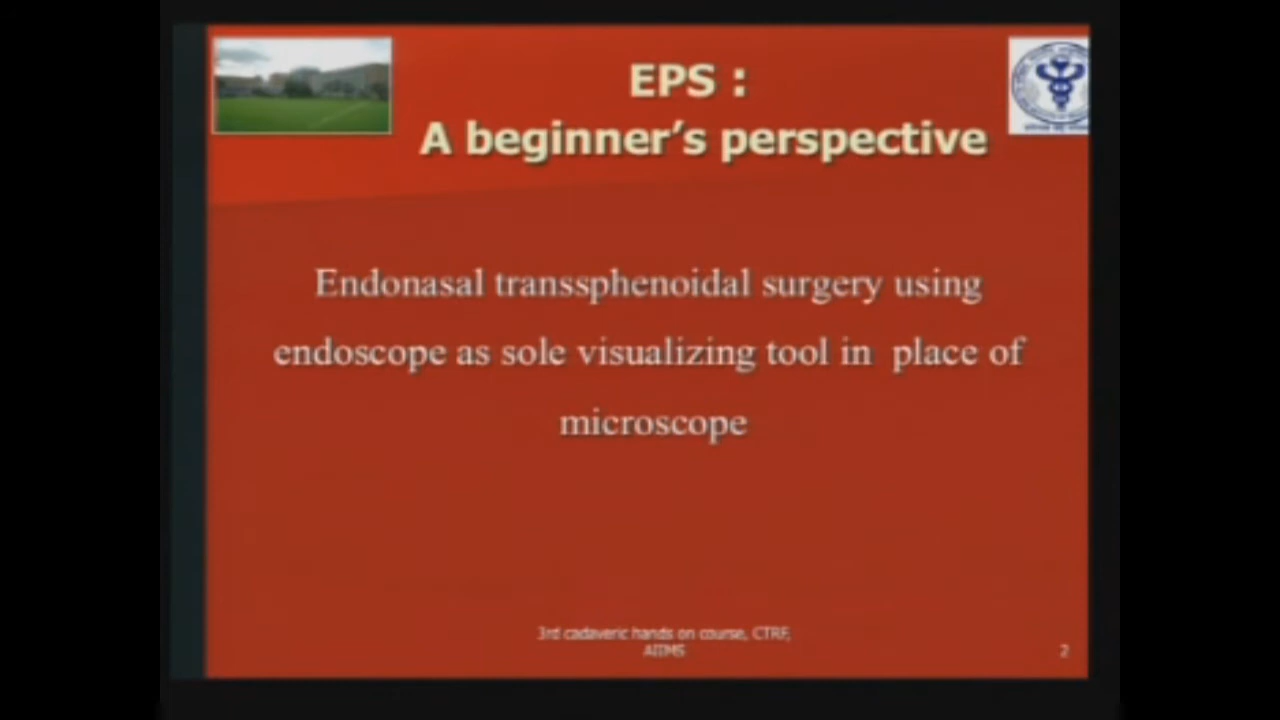 EPS :
A beginner’s perspective
Endonasal transsphenoidal surgery using
endoscope as sole visualizing tool in place of
microscope
3rd cadaveric hands on course, CTRF,
AIIMS
2